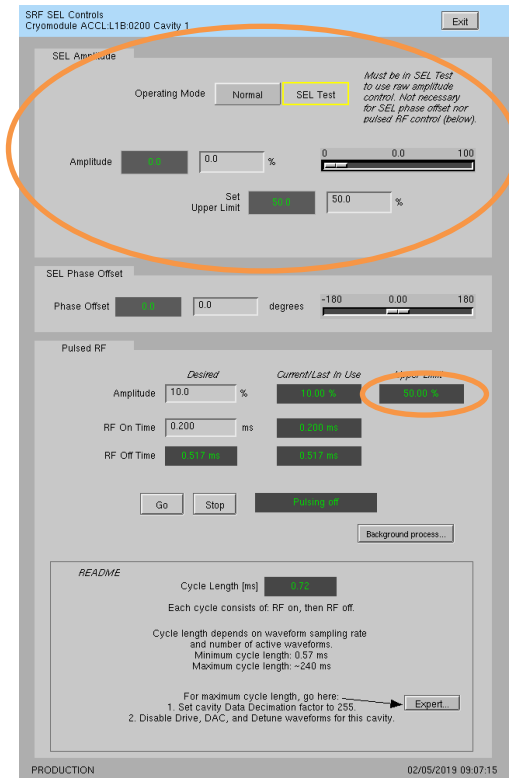 SRF SEL Controls
Cryomodule ACCL:L1B:0200 Cavity 1
Exit
SEL Amplitude
Operating Mode Normal SEL Test
Must be in SEL Test
to use raw amplitude
control. Not necessary
for SEL phase offset nor
pulsed RF control (below).
0 0.0 100
Amplitude 0.0 0.0 %
Set
Upper Limit 50.0 50.0 %
SEL Phase Offset
-180 0.00 180
Phase Offset 0.0 0.0 degrees
Pulsed RF
Desired Current/Last In Use Upper Limit
Amplitude 10.0 % 10.00 % 50.00 %
RF On Time 0.200 ms 0.200 ms
RF Off Time 0.517 ms 0.517 ms
Go Stop Pulsing off
Background process...
README
Cycle Length [ms] 0.72
Each cycle consists of: RF on, then RF off.
Cycle length depends on waveform sampling rate
and number of active waveforms.
Minimum cycle length: 0.57 ms
Maximum cycle length: ~240 ms
For maximum cycle length, go here:
1. Set cavity Data Decimation factor to 255.
2. Disable Drive, DAC, and Detune waveforms for this cavity.
Expert...
PRODUCTION 02/05/2019 09:07:15